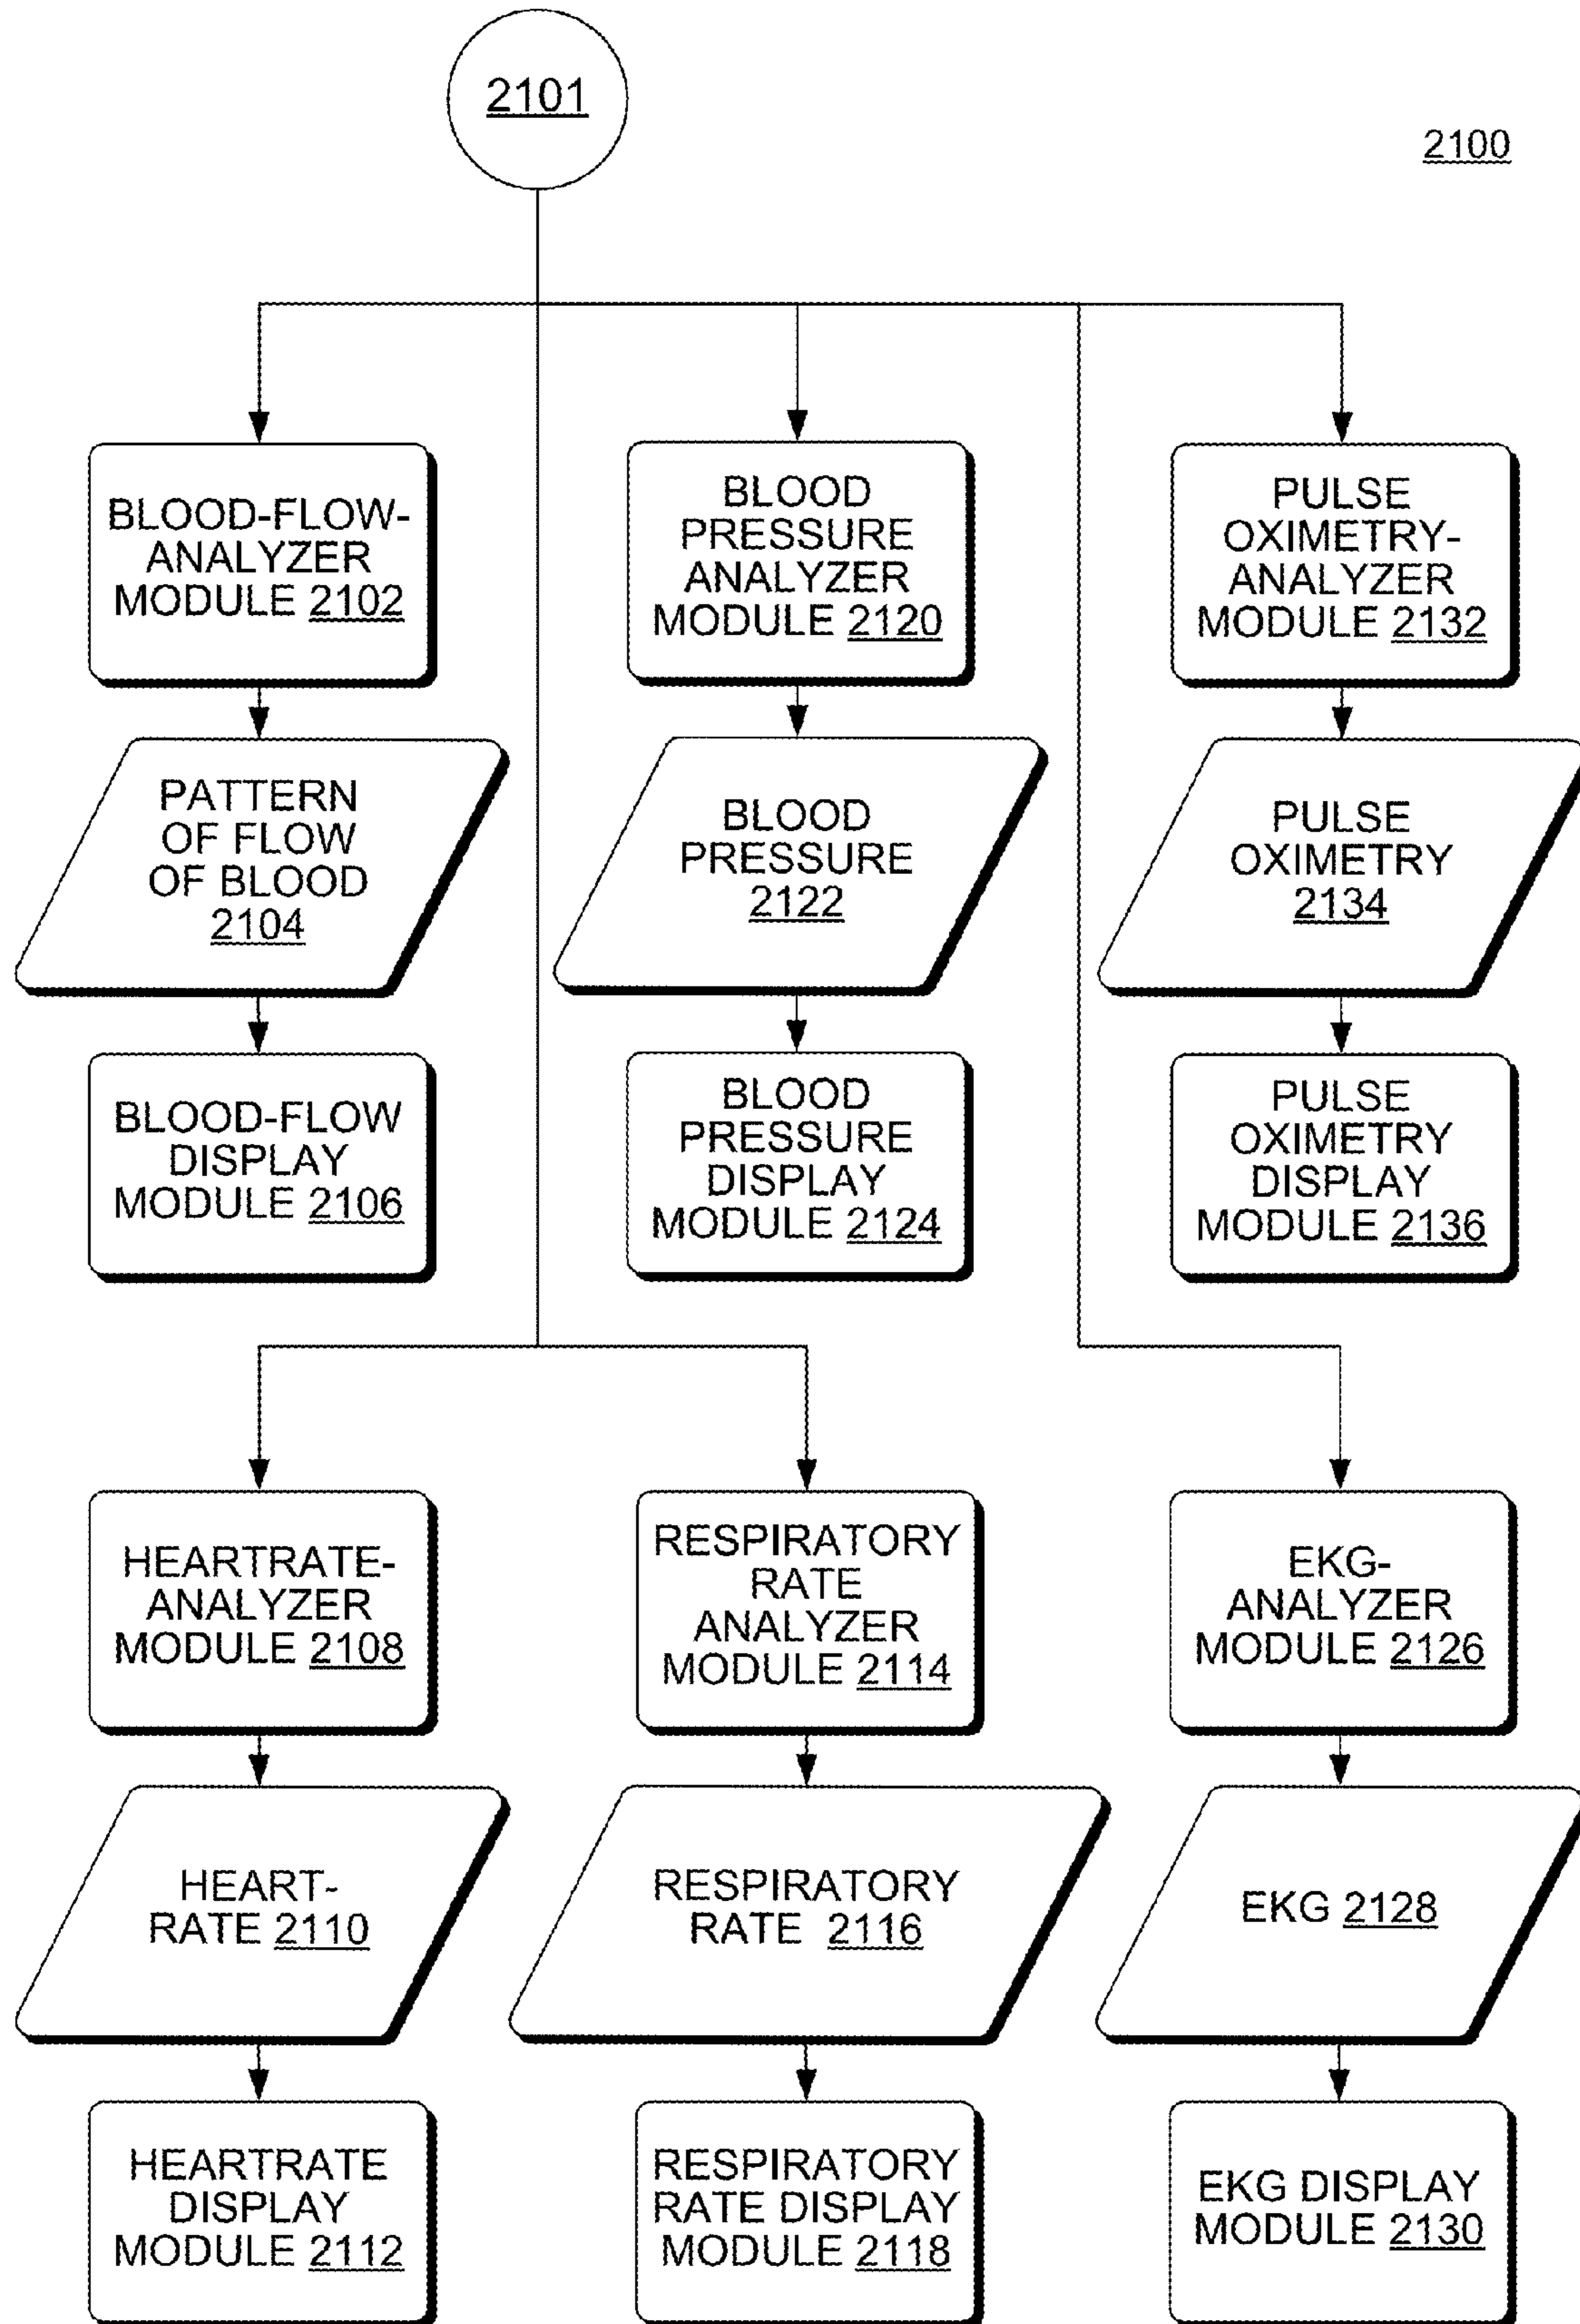 2101
2100
BLOOD-FLOW-
ANALYZER
MODULE 2102
BLOOD
PRESSURE
ANALYZER
MODULE 2120
PULSE
OXIMETRY-
ANALYZER
MODULE 2132
PATTERN
OF FLOW
OF BLOOD
2104
BLOOD
PRESSURE
2122
PULSE
OXIMETRY
2134
BLOOD-FLOW
DISPLAY
MODULE 2106
BLOOD
PRESSURE
DISPLAY
MODULE 2124
PULSE
OXIMETRY
DISPLAY
MODULE 2136
HEARTRATE-
ANALYZER
MODULE 2108
RESPIRATORY
RATE
ANALYZER
MODULE 2114
EKG-
ANALYZER
MODULE 2126
HEART-
RATE 2110
RESPIRATORY
RATE 2116
EKG 2128
HEARTRATE
DISPLAY
MODULE 2112
RESPIRATORY
RATE DISPLAY
MODULE 2118
EKG DISPLAY
MODULE 2130